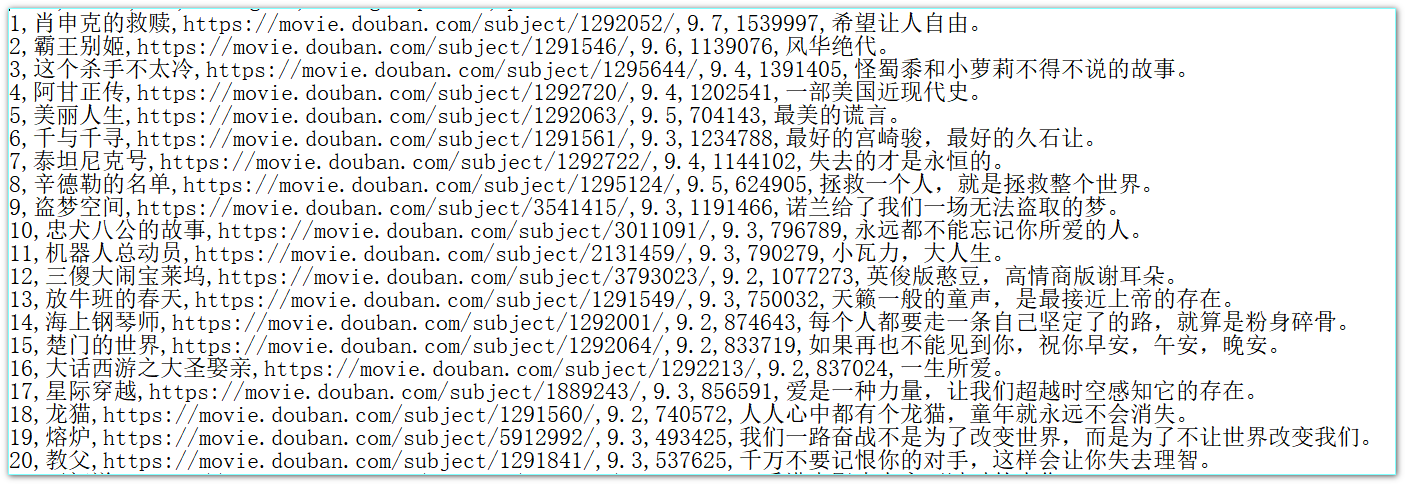 1,肖申克的救赎,https://movie.douban.com/subject/1292052/,9.7,1539997,希望让人自由。
2,霸王别姬,https://movie.douban.com/subject/1291546/,9.6,1139076,风华绝代。
3,这个杀手不太冷,https://movie.douban.com/subject/1295644/,9.4,1391405,怪蜀黍和小萝莉不得不说的故事。
4,阿甘正传,https://movie.douban.com/subject/1292720/,9.4,1202541,一部美国近现代史。
5,美丽人生,https://movie.douban.com/subject/1292063/,9.5,704143,最美的谎言。
6,千与千寻,https://movie.douban.com/subject/1291561/,9.3,1234788,最好的宫崎骏，最好的久石让。
7,泰坦尼克号,https://movie.douban.com/subject/1292722/,9.4,1144102,失去的才是永恒的。
8,辛德勒的名单,https://movie.douban.com/subject/1295124/,9.5,624905,拯救一个人，就是拯救整个世界。
9,盗梦空间,https://movie.douban.com/subject/3541415/,9.3,1191466,诺兰给了我们一场无法盗取的梦。
10,忠犬八公的故事,https://movie.douban.com/subject/3011091/,9.3,796789,永远都不能忘记你所爱的人。
11,机器人总动员,https://movie.douban.com/subject/2131459/,9.3,790279,小瓦力，大人生。
12,三傻大闹宝莱坞,https://movie.douban.com/subject/3793023/,9.2,1077273,英俊版憨豆，高情商版谢耳朵。
13,放牛班的春天,https://movie.douban.com/subject/1291549/,9.3,750032,天籁一般的童声，是最接近上帝的存在。
14,海上钢琴师,https://movie.douban.com/subject/1292001/,9.2,874643,每个人都要走一条自己坚定了的路，就算是粉身碎骨。
15,楚门的世界,https://movie.douban.com/subject/1292064/,9.2,833719,如果再也不能见到你，祝你早安，午安，晚安。
16,大话西游之大圣娶亲,https://movie.douban.com/subject/1292213/,9.2,837024,一生所爱。
17,星际穿越,https://movie.douban.com/subject/1889243/,9.3,856591,爱是一种力量，让我们超越时空感知它的存在。
18,龙猫,https://movie.douban.com/subject/1291560/,9.2,740572,人人心中都有个龙猫，童年就永远不会消失。
19,熔炉,https://movie.douban.com/subject/5912992/,9.3,493425,我们一路奋战不是为了改变世界，而是为了不让世界改变我们。
20,教父,https://movie.douban.com/subject/1291841/,9.3,537625,千万不要记恨你的对手，这样会让你失去理智。